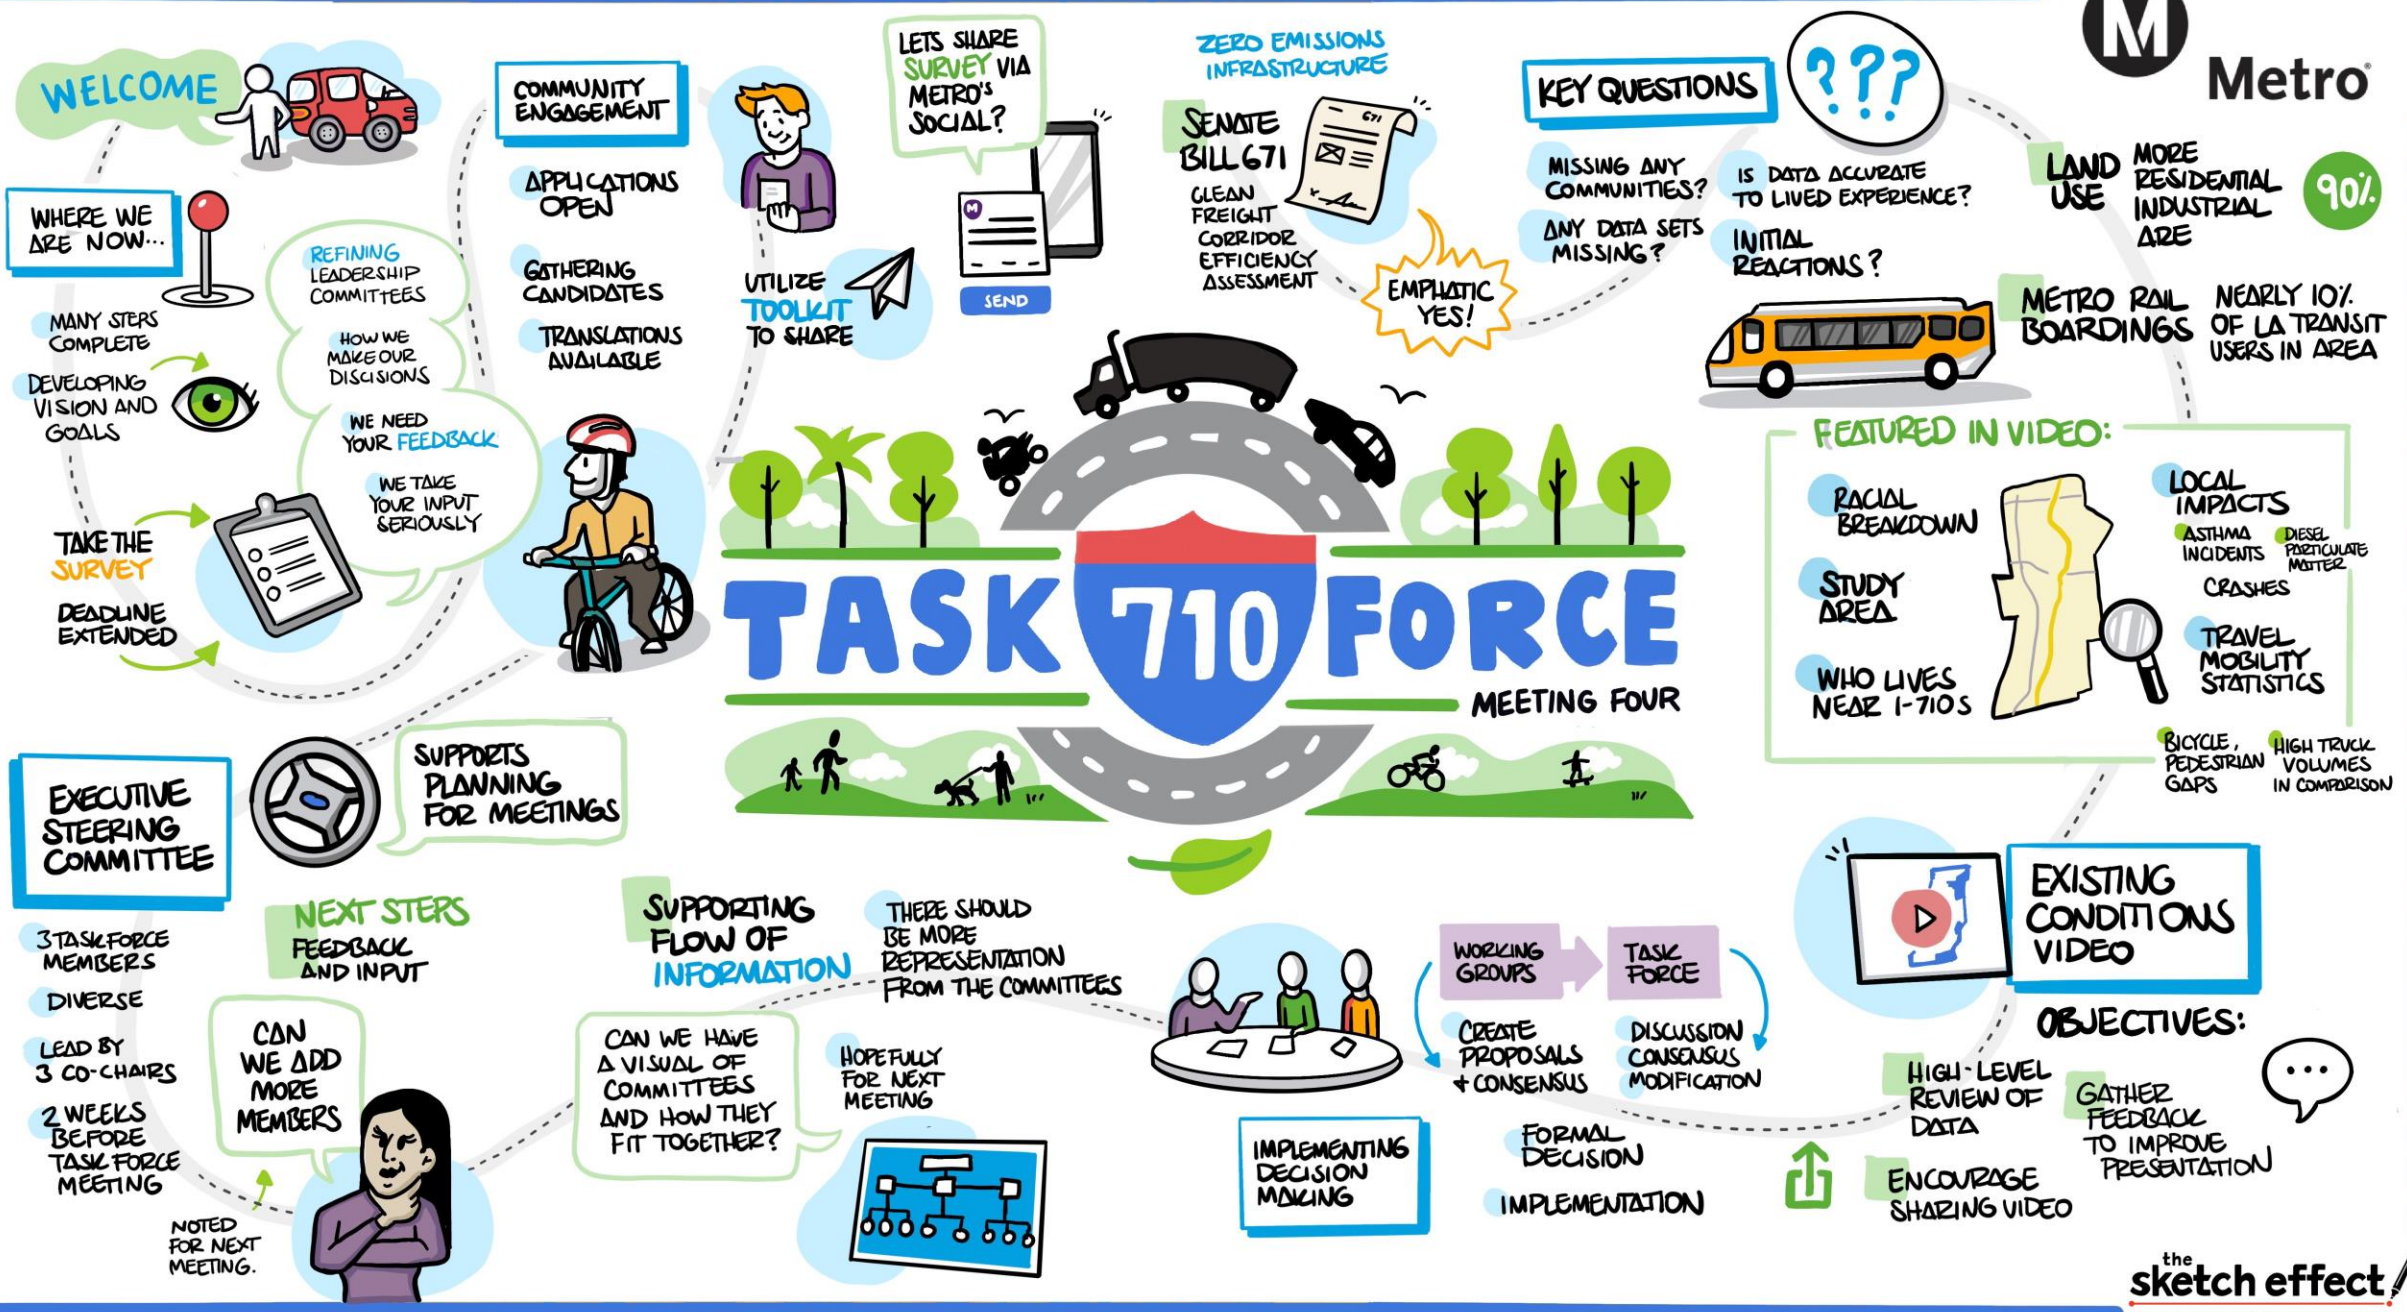 WELCOME
WHERE WE
ARE NOW...
MANY STEPS
COMPLETE
DEVELOPING
VISION AND
GOALS
TAKE THE
SURVEY
DEADLINE
EXTENDED
REFINING
LEADERSHIP
COMMITTEES
HOW WE
MAKE OUR
DISCISIONS
WE NEED
YOUR FEEDBACK
WE TAKE
YOUR INPUT
SERIOUSLY
COMMUNITY
ENGAGEMENT
APPLICATIONS
OPEN
GATHERING
CANDIDATES
TRANSLATIONS
AVAILABLE
UTILIZE
TOOLKIT
TO SHARE
LETS SHARE
SURVEY VIA
METRO'S
SOCIAL?
M
SEND
ZERO EMISSIONS
INFRASTRUCTURE
SENATE
BILL 671
CLEAN
FREIGHT
CORRIDOR
EFFICIENCY
ASSESSMENT
671
EMPHATIC
YES!
KEY QUESTIONS
???
MISSING ANY
COMMUNITIES?
ANY DATA SETS
MISSING?
IS DATA ACCURATE
TO LIVED EXPERIENCE?
INITIAL
REACTIONS?
M
Metro
LAND
USE
MORE
RESIDENTIAL
INDUSTRIAL
ARE
90%
METRO RAIL
BOARDINGS
NEARLY 10%
OF LA TRANSIT
USERS IN AREA
FEATURED IN VIDEO:
RACIAL
BREAKDOWN
STUDY
AREA
WHO LIVES
NEAR I-710S
LOCAL
IMPACTS
ASTHMA
INCIDENTS
DIESEL
PARTICULATE
MATTER
CRASHES
TRAVEL
MOBILITY
STATISTICS
BICYCLE,
PEDESTRIAN
GAPS
HIGH TRUCK
VOLUMES
IN COMPARISON
TASK 710 FORCE
MEETING FOUR
EXECUTIVE
STEERING
COMMITTEE
SUPPORTS
PLANNING
FOR MEETINGS
3 TASK FORCE
MEMBERS
DIVERSE
LEAD BY
3 CO-CHAIRS
2 WEEKS
BEFORE
TASK FORCE
MEETING
NEXT STEPS
FEEDBACK
AND INPUT
CAN
WE ADD
MORE
MEMBERS
NOTED
FOR NEXT
MEETING.
SUPPORTING
FLOW OF
INFORMATION
THERE SHOULD
BE MORE
REPRESENTATION
FROM THE COMMITTEES
CAN WE HAVE
A VISUAL OF
COMMITTEES
AND HOW THEY
FIT TOGETHER?
HOPEFULLY
FOR NEXT
MEETING
IMPLEMENTING
DECISION
MAKING
WORKING
GROUPS
TASK
FORCE
CREATE
PROPOSALS
+ CONSENSUS
DISCUSSION
CONSENSUS
MODIFICATION
FORMAL
DECISION
IMPLEMENTATION
EXISTING
CONDITIONS
VIDEO
OBJECTIVES:
HIGH-LEVEL
REVIEW OF
DATA
GATHER
FEEDBACK
TO IMPROVE
PRESENTATION
ENCOURAGE
SHARING VIDEO
the
sketch effect